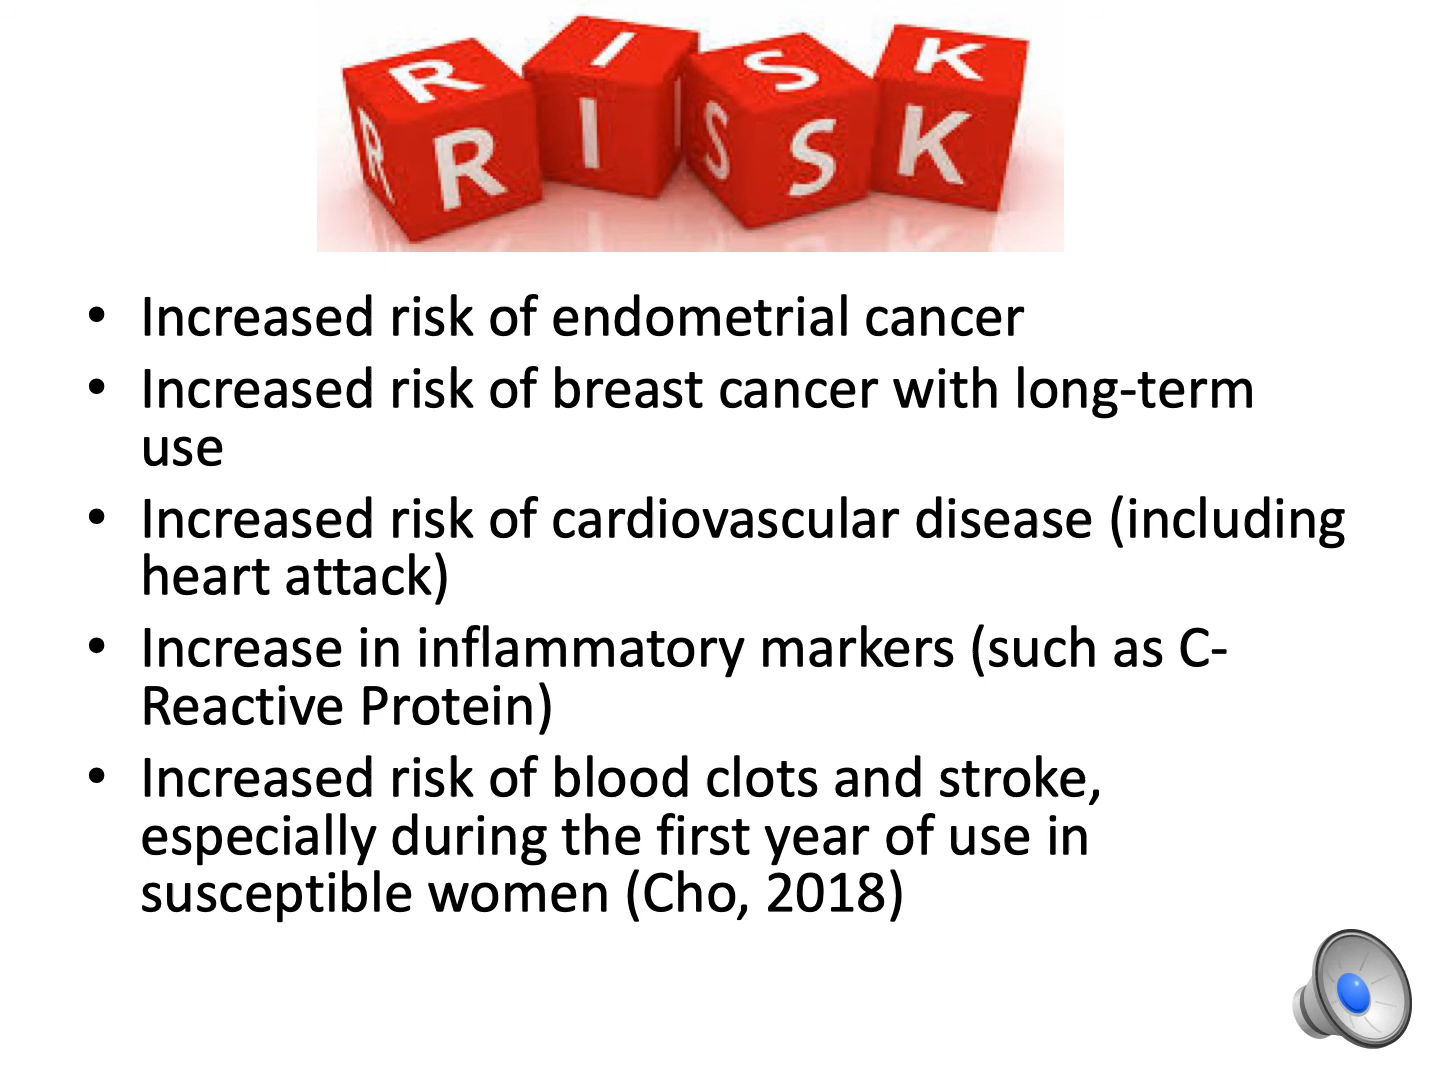 R I S K
R R I I S S K
• Increased risk of endometrial cancer
• Increased risk of breast cancer with long-term
use
• Increased risk of cardiovascular disease (including
heart attack)
• Increase in inflammatory markers (such as C-
Reactive Protein)
• Increased risk of blood clots and stroke,
especially during the first year of use in
susceptible women (Cho, 2018)